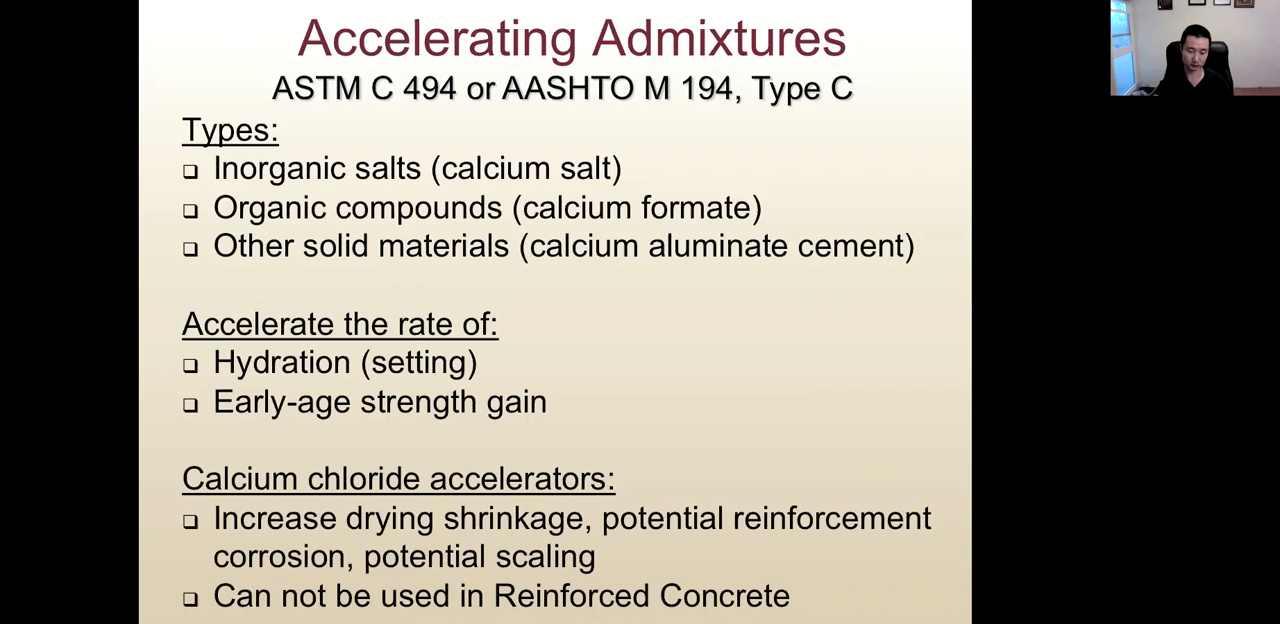 Accelerating Admixtures
ASTM C 494 or AASHTO M 194, Type C
Types:
❑ Inorganic salts (calcium salt)
❑ Organic compounds (calcium formate)
❑ Other solid materials (calcium aluminate cement)
Accelerate the rate of:
❑ Hydration (setting)
❑ Early-age strength gain
Calcium chloride accelerators:
❑ Increase drying shrinkage, potential reinforcement
corrosion, potential scaling
❑ Can not be used in Reinforced Concrete